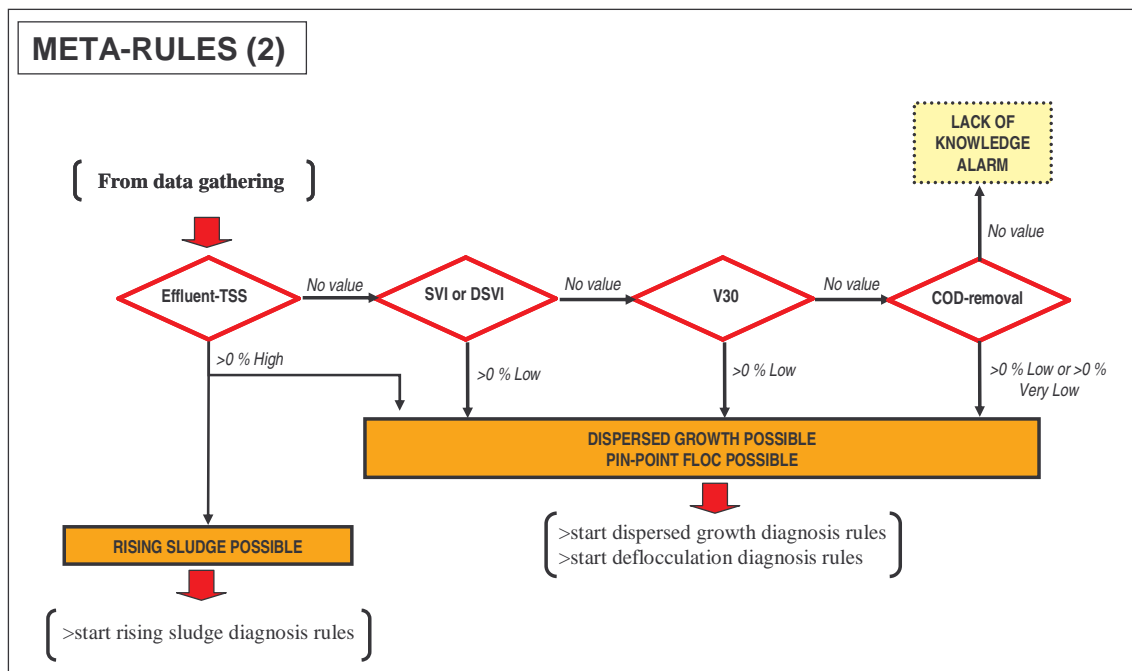 META-RULES (2)
LACK OF
KNOWLEDGE
ALARM
From data gathering
No value
Effluent-TSS
No value
SVI or DSVI
No value
V30
No value
COD-removal
>0 % High
>0 % Low
>0 % Low
>0 % Low or >0 %
Very Low
DISPERSED GROWTH POSSIBLE
PIN-POINT FLOC POSSIBLE
>start dispersed growth diagnosis rules
>start deflocculation diagnosis rules
RISING SLUDGE POSSIBLE
>start rising sludge diagnosis rules